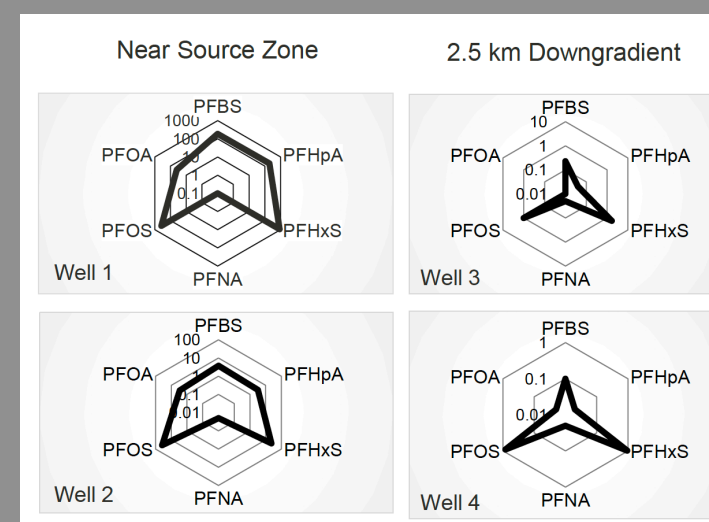 Near Source Zone
2.5 km Downgradient
PFBS
1000
100
10
1
0.1
PFOA
PFHpA
PFOS
PFHxS
PFNA
Well 1
PFBS
10
1
0.1
0.01
PFOA
PFHpA
PFOS
PFHxS
PFNA
Well 3
PFBS
100
10
1
0.1
0.01
PFOA
PFHpA
PFOS
PFHxS
PFNA
Well 2
PFBS
1
0.1
0.01
PFOA
PFHpA
PFOS
PFHxS
PFNA
Well 4